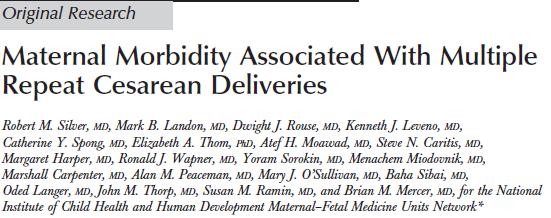 Original Research
Maternal Morbidity Associated With Multiple
Repeat Cesarean Deliveries
Robert M. Silver, MD, Mark B. Landon, MD, Dwight J. Rouse, MD, Kenneth J. Leveno, MD,
Catherine Y. Spong, MD, Elizabeth A. Thom, PhD, Atef H. Moawad, MD, Steve N. Caritis, MD,
Margaret Harper, MD, Ronald J. Wapner, MD, Yoram Sorokin, MD, Menachem Miodovnik, MD,
Marshall Carpenter, MD, Alan M. Peaceman, MD, Mary J. O'Sullivan, MD, Baha Sibai, MD,
Oded Langer, MD, John M. Thorp, MD, Susan M. Ramin, MD, and Brian M. Mercer, MD, for the National
Institute of Child Health and Human Development Maternal–Fetal Medicine Units Network*